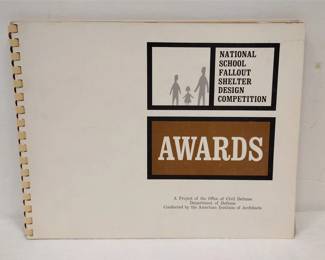 NATIONAL
SCHOOL
FALLOUT
SHELTER
DESIGN
COMPETITION
AWARDS
A Project of the Office of Civil Defense
Department of Defense
Conducted by the American Institute of Architects